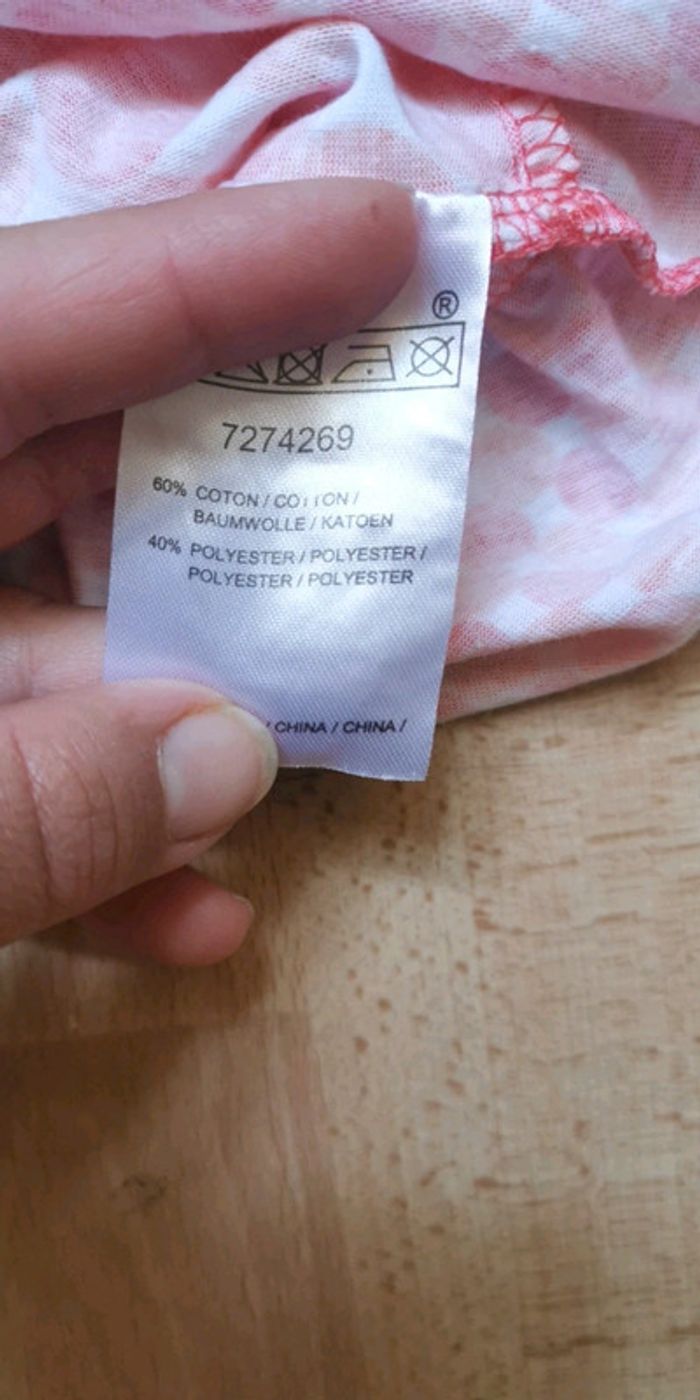 ®
7274269
60% COTON / COTTON /
BAUMWOLLE / KATOEN
40% POLYESTER / POLYESTER /
POLYESTER / POLYESTER
/ CHINA / CHINA /